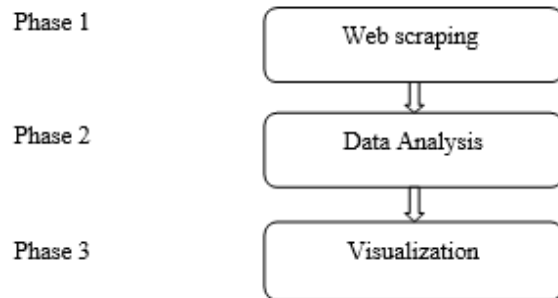 Phase 1
Web scraping
Phase 2
Data Analysis
Phase 3
Visualization